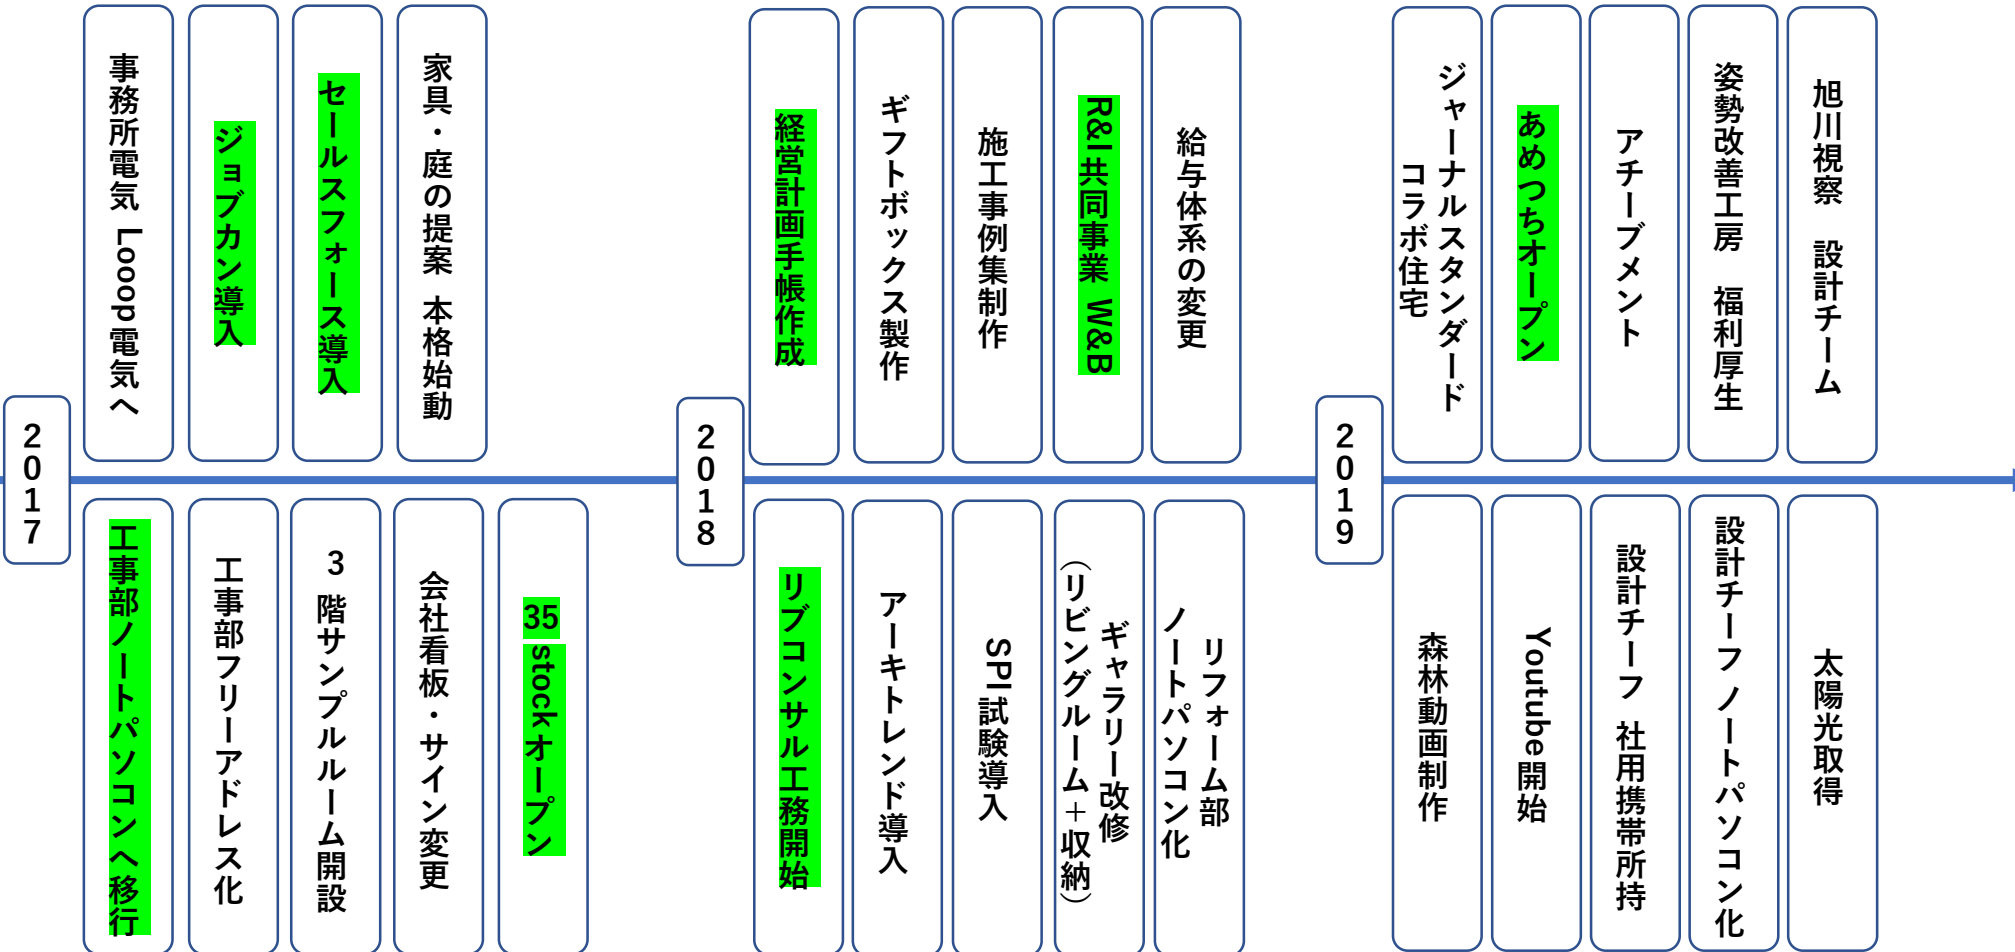 2017
事務所電気 Looop電気へ
ジョブカン導入
セールスフォース導入
家具・庭の提案 本格始動
工事部ノートパソコンへ移行
工事部フリーアドレス化
3階サンプルルーム開設
会社看板・サイン変更
35stockオープン
2018
経営計画手帳作成
ギフトボックス製作
施工事例集制作
R&I共同事業 W&B
給与体系の変更
リブコンサル工務開始
アーキトレンド導入
SPI試験導入
ギャラリー改修
（リビングルーム＋収納）
リフォーム部
ノートパソコン化
2019
ジャーナルスタンダード
コラボ住宅
あめつちオープン
アチーブメント
姿勢改善工房 福利厚生
旭川視察 設計チーム
森林動画制作
Youtube開始
設計チーフ 社用携帯所持
設計チーフ ノートパソコン化
太陽光取得